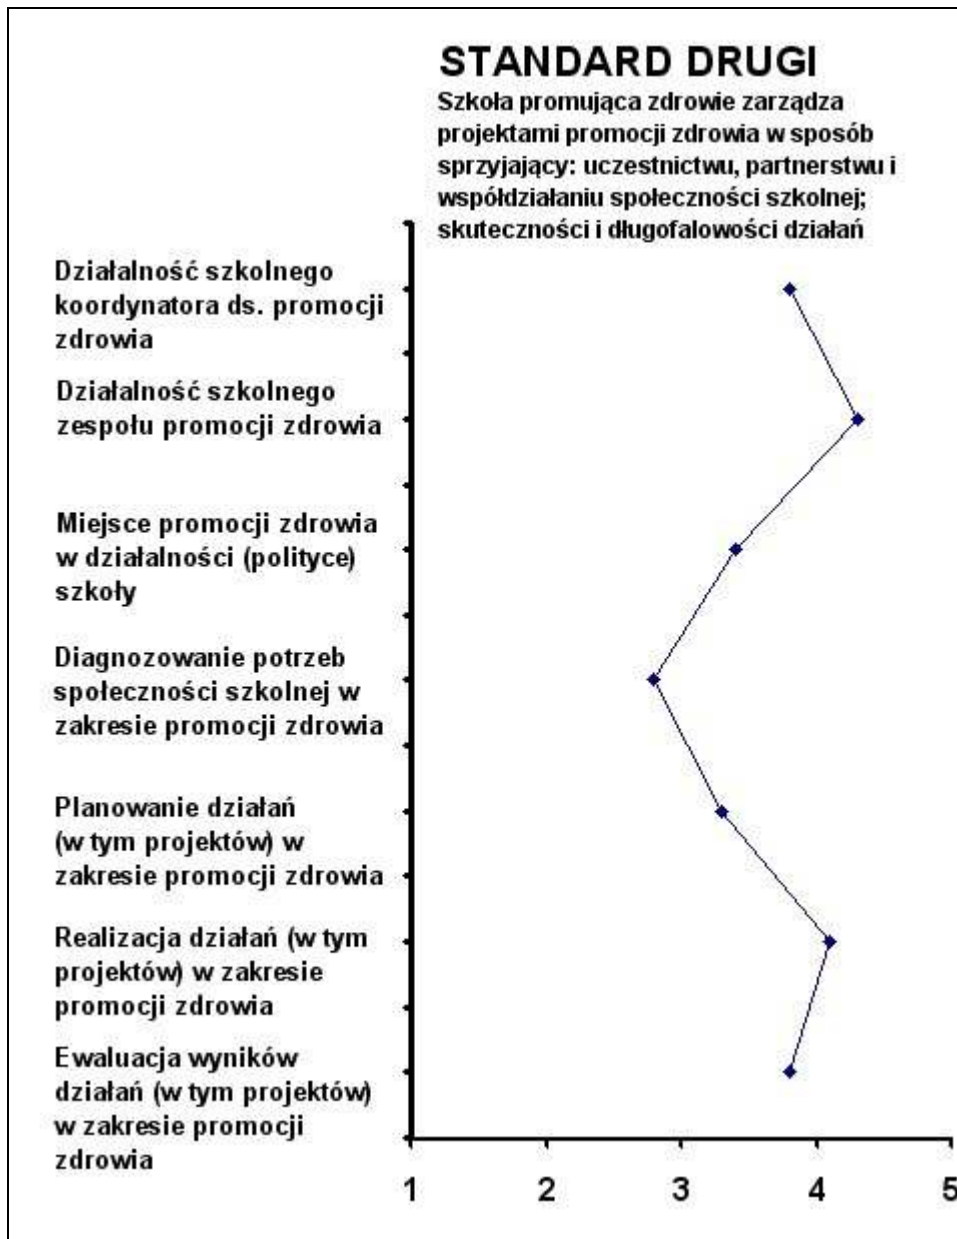 STANDARD DRUGI
Szkoła promująca zdrowie zarządza
projektami promocji zdrowia w sposób
sprzyjający: uczestnictwu, partnerstwu i
współdziałaniu społeczności szkolnej;
skuteczności i długofalowości działań
Działalność szkolnego
koordynatora ds. promocji
zdrowia
Działalność szkolnego
zespołu promocji zdrowia
Miejsce promocji zdrowia
w działalności (polityce)
szkoły
Diagnozowanie potrzeb
społeczności szkolnej w
zakresie promocji zdrowia
Planowanie działań
(w tym projektów) w
zakresie promocji zdrowia
Realizacja działań (w tym
projektów) w zakresie
promocji zdrowia
Ewaluacja wyników
działań (w tym projektów)
w zakresie promocji
zdrowia
1 2 3 4 5